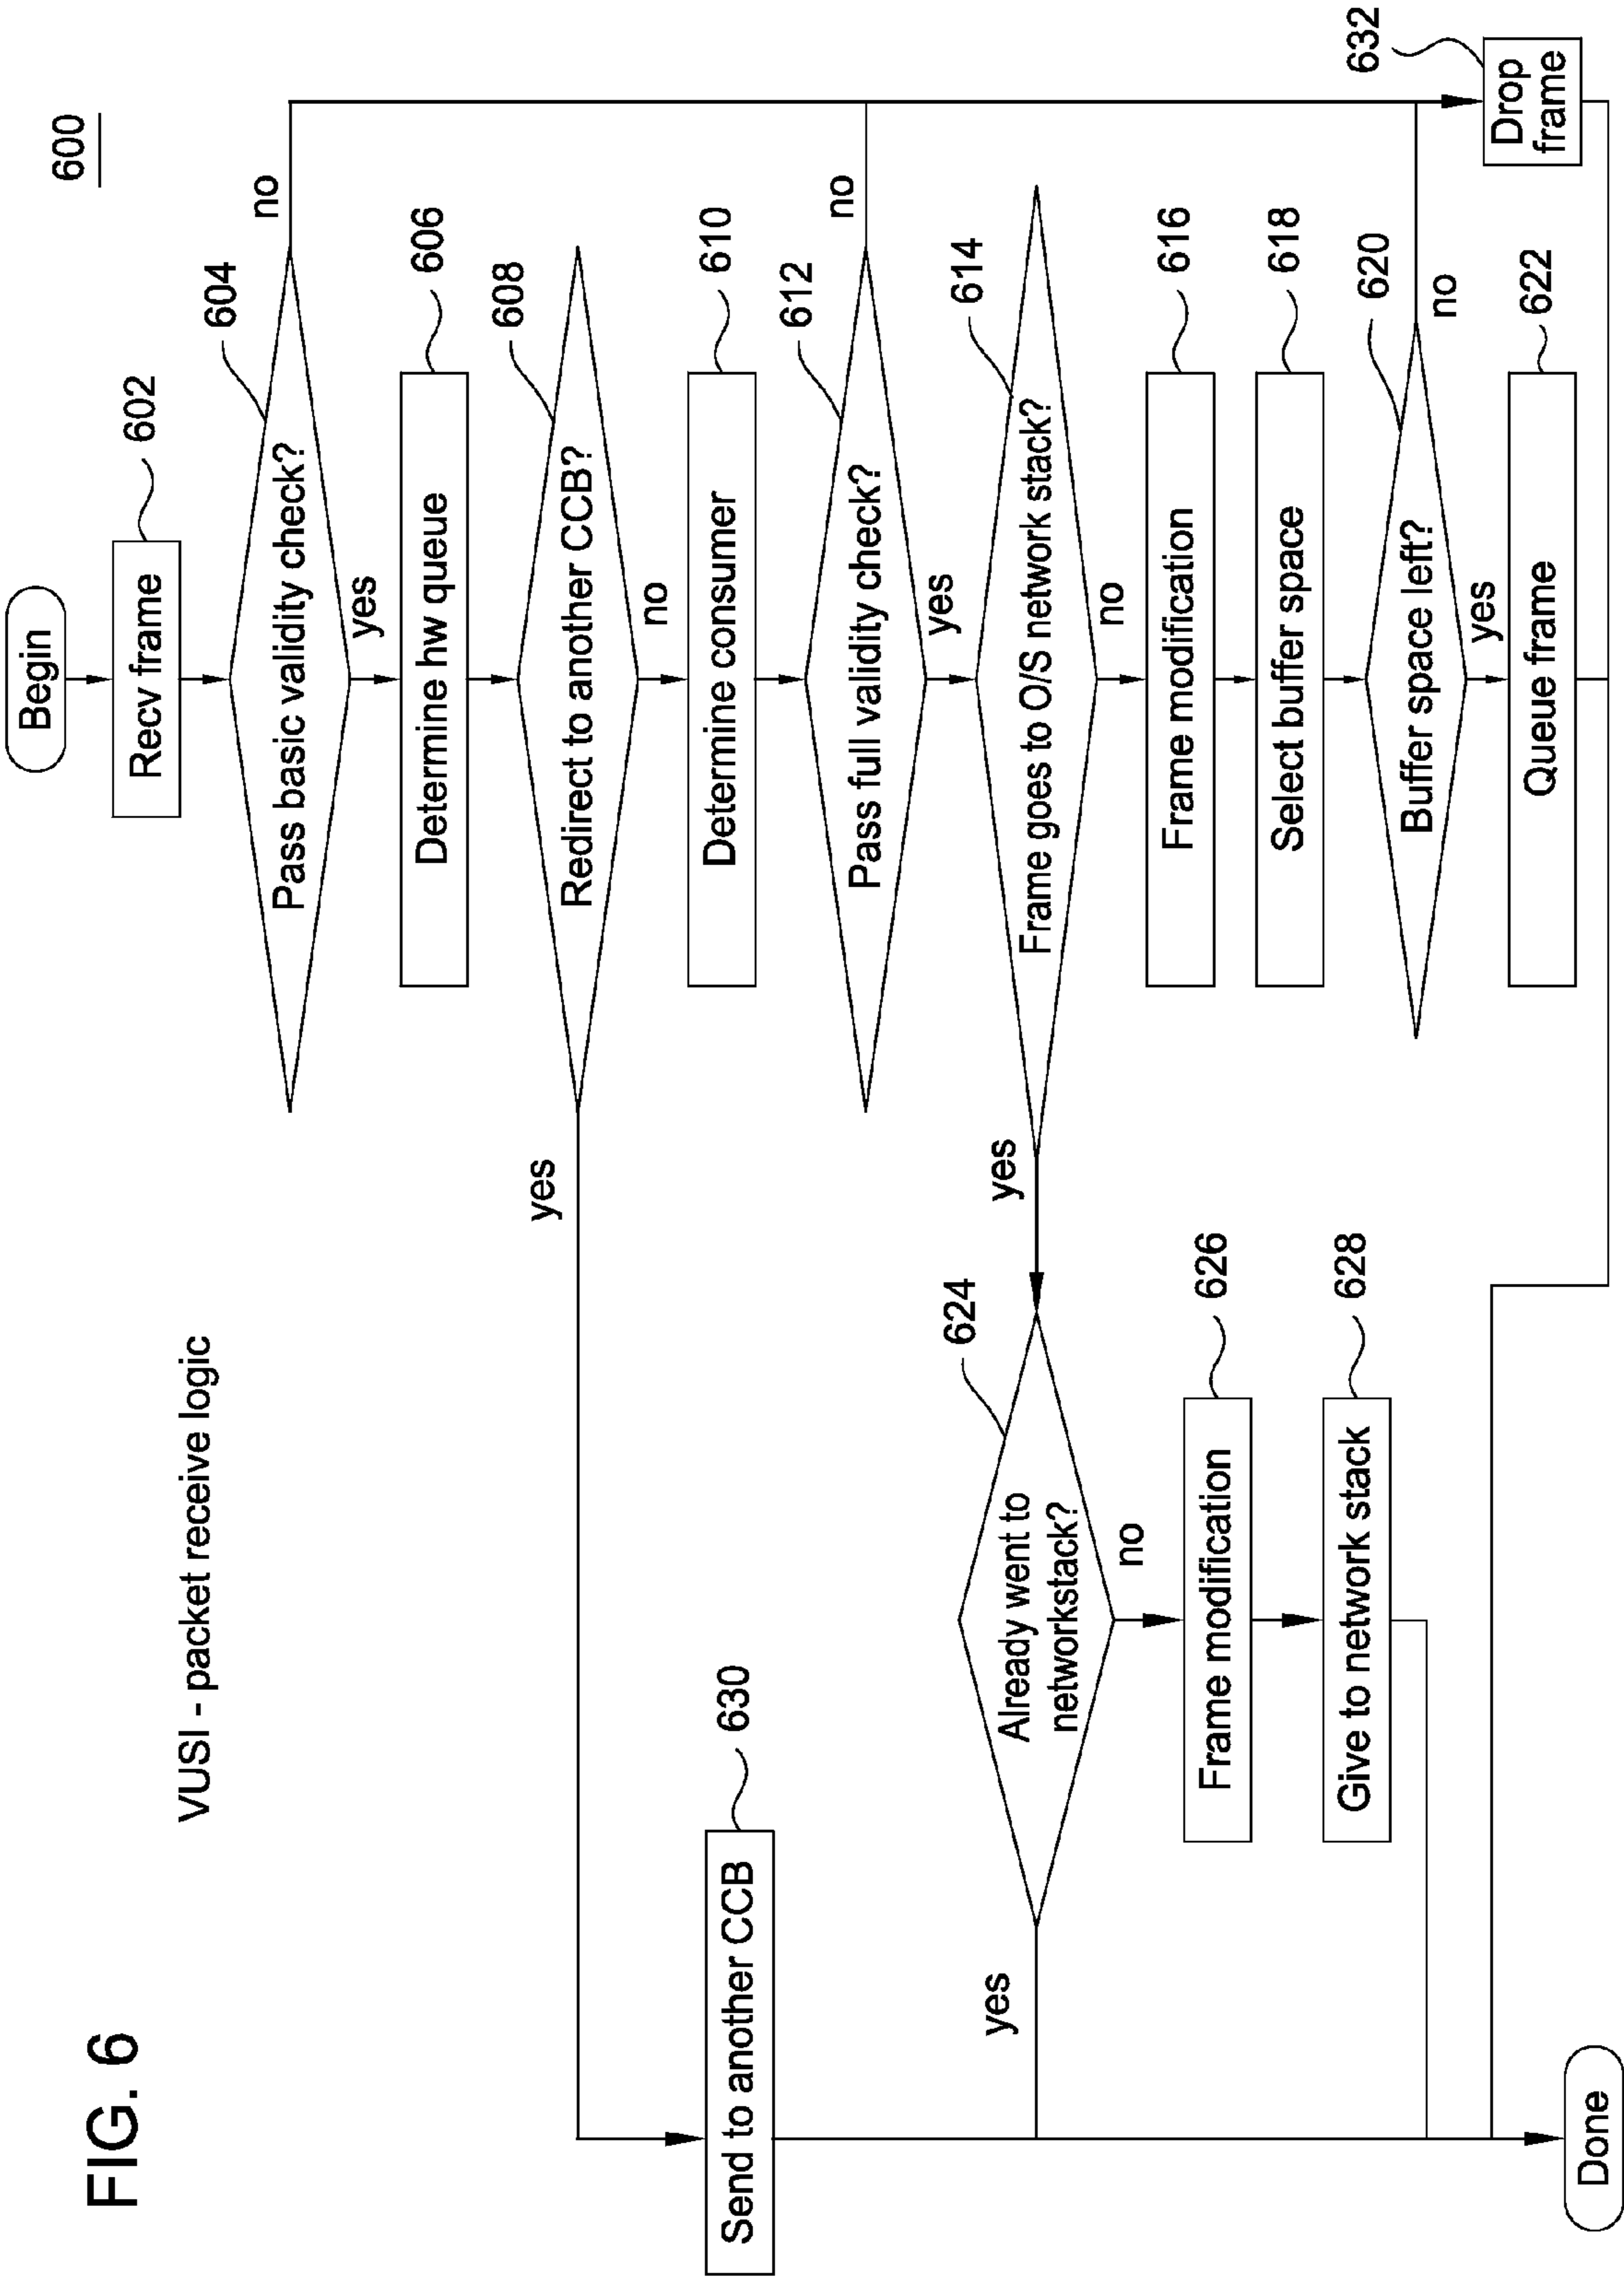 FIG. 6
VUSI - packet receive logic
600
Begin
Recv frame
602
Pass basic validity check?
604
no
yes
Determine hw queue
606
Redirect to another CCB?
608
yes
no
Determine consumer
610
Pass full validity check?
612
no
yes
Frame goes to O/S network stack?
614
yes
no
Frame modification
616
Select buffer space
618
Buffer space left?
620
no
yes
Queue frame
622
Already went to
networkstack?
624
yes
no
Frame modification
626
Give to network stack
628
Send to another CCB
630
Drop
frame
632
Done